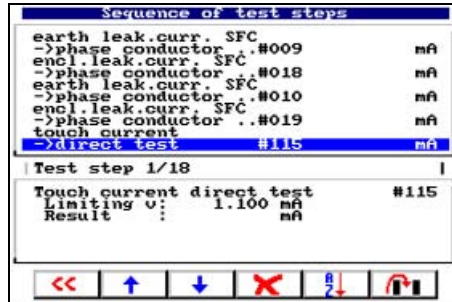 Sequence of test steps
earth leak.curr. SFC
->phase conductor ..#009 mA
encl.leak.curr. SFC
->phase conductor ..#018 mA
earth leak.curr. SFC
->phase conductor ..#010 mA
encl.leak.curr. SFC
->phase conductor ..#019 mA
touch current
->direct test #115 mA
Test step 1/18
Touch current direct test #115
Limiting v: 1.100 mA
Result : mA
<<
A
Z